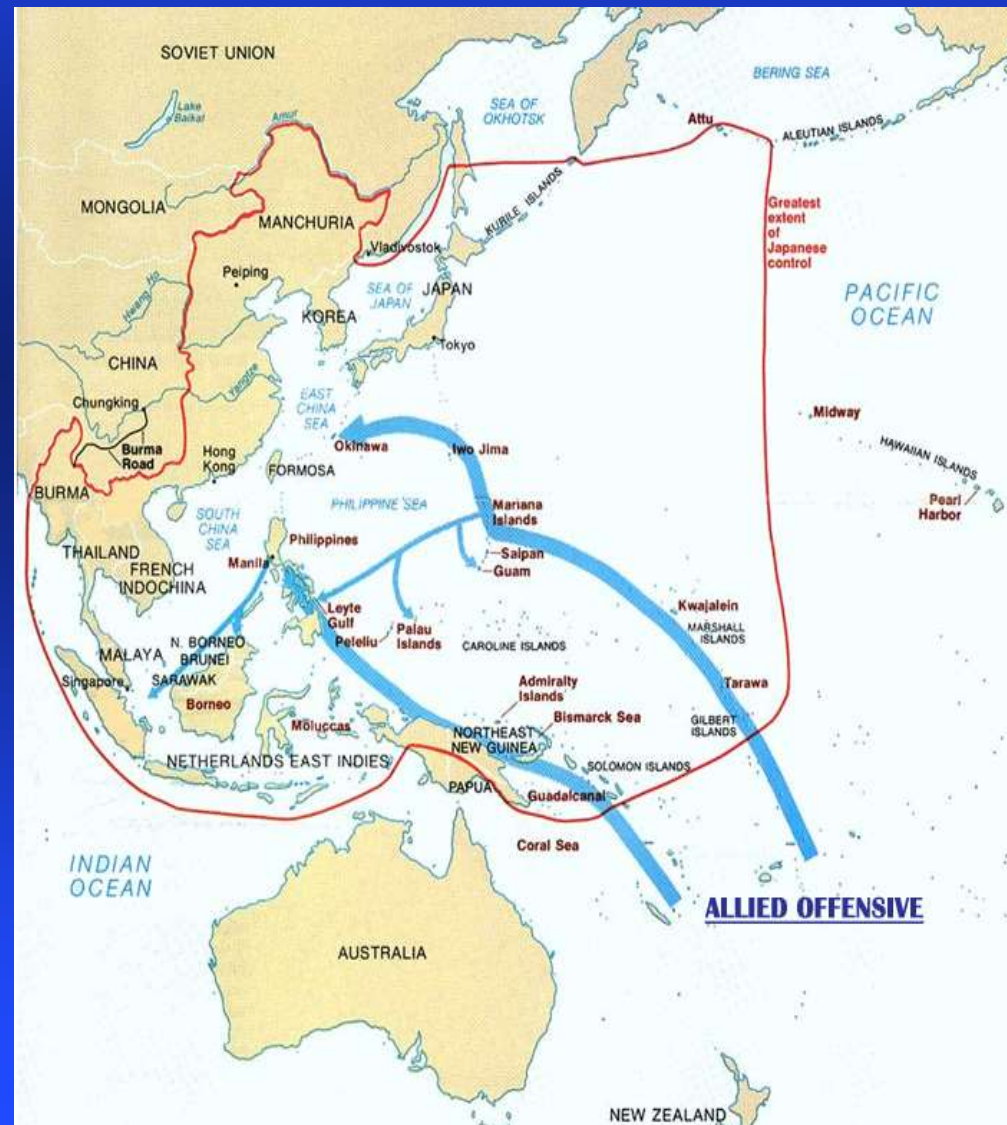 SOVIET UNION
BERING SEA
Lake
Baikal
Amur
SEA OF
OKHOTSK
Attu
ALEUTIAN ISLANDS
MONGOLIA
MANCHURIA
KURILE ISLANDS
Greatest
extent
of
Japanese
control
Vladivostok
Peiping
SEA OF
JAPAN
JAPAN
KOREA
PACIFIC
OCEAN
Hwang Ho
Tokyo
CHINA
Yangtze
Chungking
EAST
CHINA
SEA
Midway
Burma
Road
Okinawa
Iwo Jima
HAWAIIAN ISLANDS
Hong
Kong
FORMOSA
BURMA
Pearl
Harbor
PHILIPPINE SEA
Mariana
Islands
SOUTH
CHINA
SEA
Philippines
Saipan
THAILAND
Manila
Guam
FRENCH
INDOCHINA
Leyte
Gulf
Kwajalein
MARSHALL
ISLANDS
Peleliu
Palau
Islands
CAROLINE ISLANDS
N. BORNEO
BRUNEI
MALAYA
SARAWAK
Singapore
Admiralty
Islands
Tarawa
Borneo
Bismarck Sea
Moluccas
GILBERT
ISLANDS
NORTHEAST
NEW GUINEA
NETHERLANDS EAST INDIES
SOLOMON ISLANDS
PAPUA
Guadalcanal
Coral Sea
INDIAN
OCEAN
ALLIED OFFENSIVE
AUSTRALIA
NEW ZEALAND